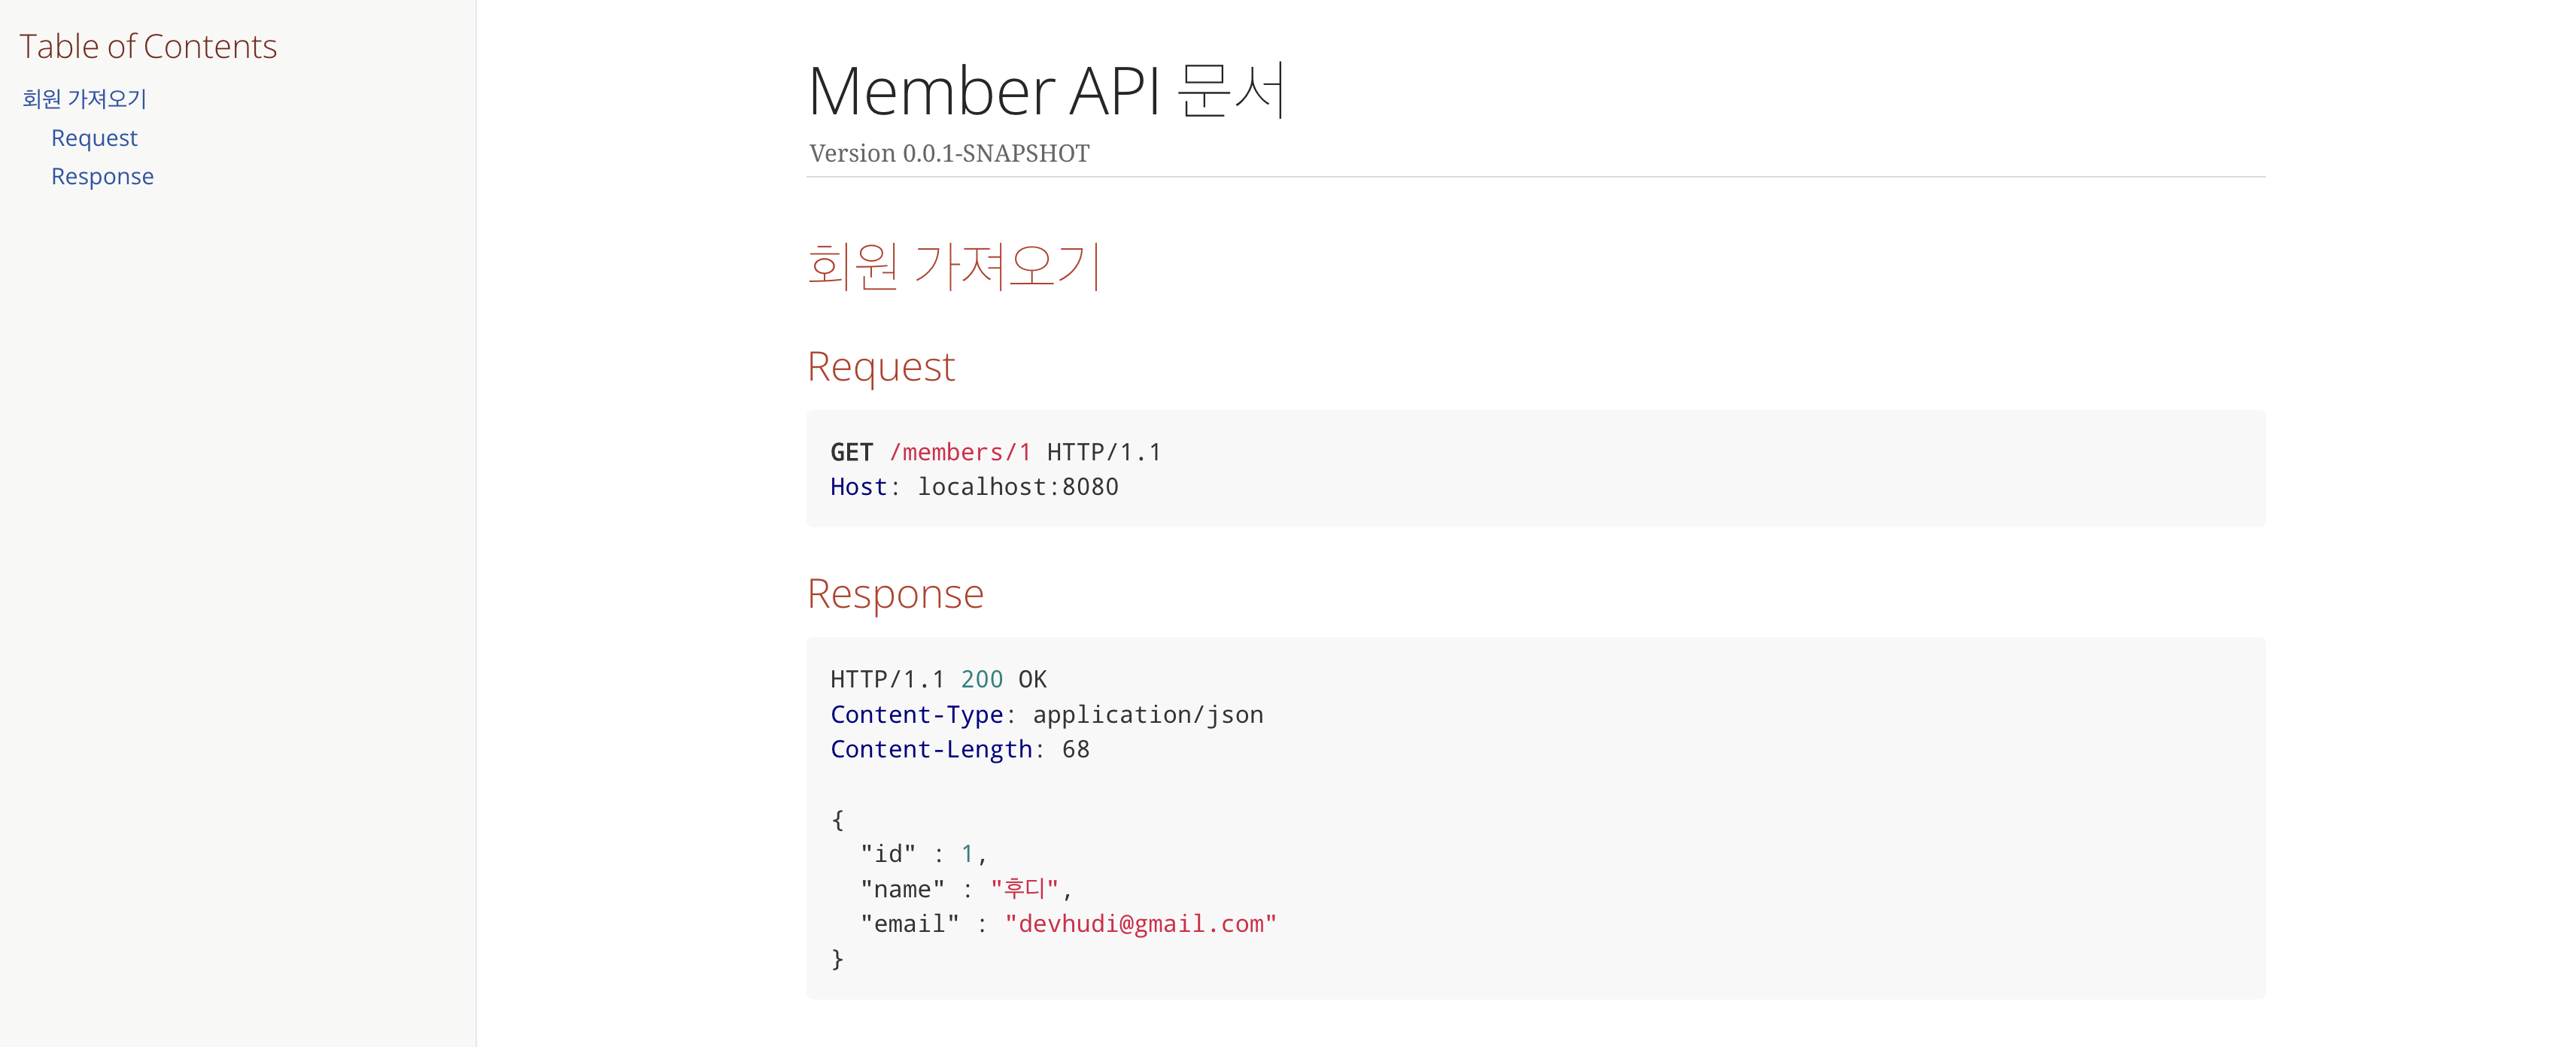 Table of Contents
회원 가져오기
Request
Response
Member API 문서
Version 0.0.1-SNAPSHOT
회원 가져오기
Request
GET /members/1 HTTP/1.1
Host: localhost:8080
Response
HTTP/1.1 200 OK
Content-Type: application/json
Content-Length: 68
{
"id" : 1,
"name" : "후디",
"email" : "devhudi@gmail.com"
}